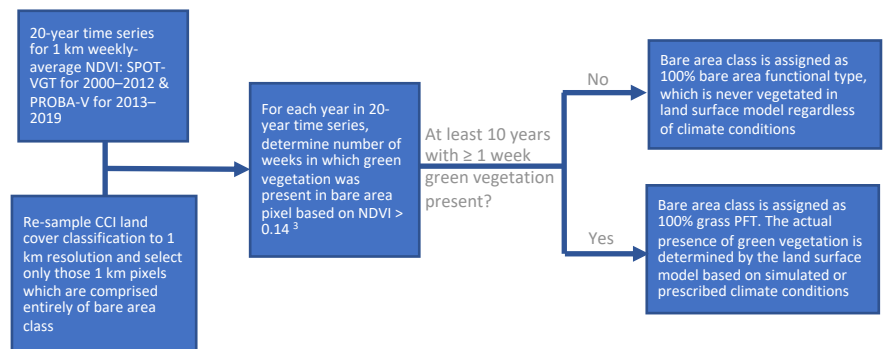 20-year time series
for 1 km weekly-
average NDVI: SPOT-
VGT for 2000–2012 &
PROBA-V for 2013–
2019
Re-sample CCI land
cover classification to 1
km resolution and select
only those 1 km pixels
which are comprised
entirely of bare area
class
For each year in 20-
year time series,
determine number of
weeks in which green
vegetation was
present in bare area
pixel based on NDVI >
0.14 ³
At least 10 years
with ≥ 1 week
green vegetation
present?
No
Bare area class is assigned as
100% bare area functional type,
which is never vegetated in
land surface model regardless
of climate conditions
Yes
Bare area class is assigned as
100% grass PFT. The actual
presence of green vegetation is
determined by the land surface
model based on simulated or
prescribed climate conditions